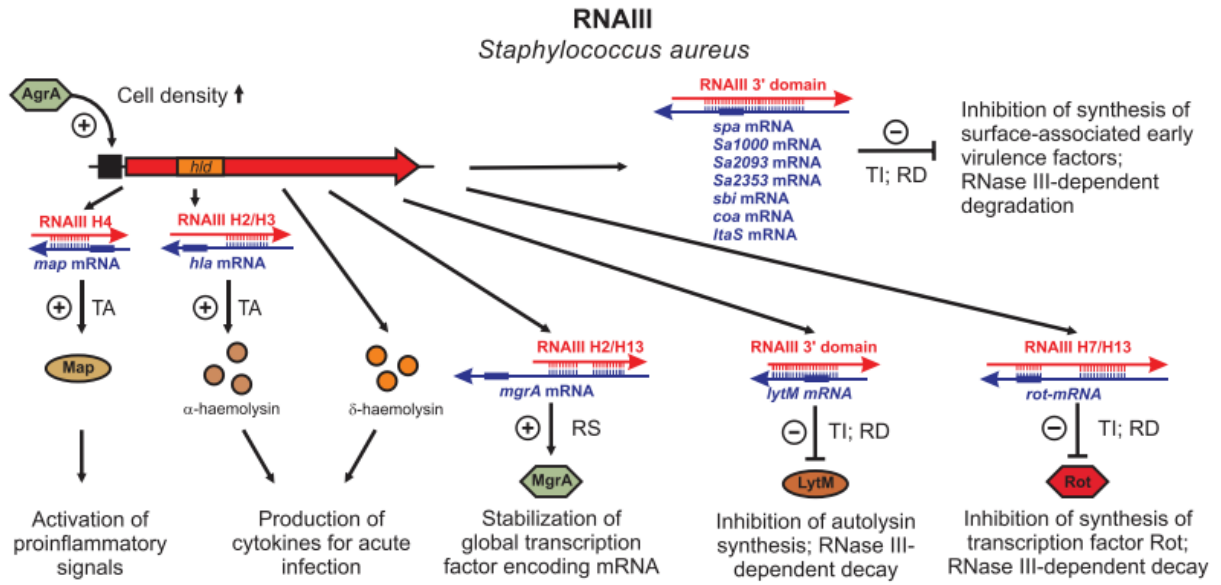 RNAIII
Staphylococcus aureus
AgrA
Cell density
+
hld
RNAIII 3' domain
spa mRNA
Sa1000 mRNA
Sa2093 mRNA
Sa2353 mRNA
sbi mRNA
coa mRNA
ltaS mRNA
−
TI; RD
Inhibition of synthesis of
surface-associated early
virulence factors;
RNase III-dependent
degradation
RNAIII H4
map mRNA
+ TA
Map
Activation of
proinflammatory
signals
RNAIII H2/H3
hla mRNA
+ TA
α-haemolysin
δ-haemolysin
Production of
cytokines for acute
infection
RNAIII H2/H13
mgrA mRNA
+ RS
MgrA
Stabilization of
global transcription
factor encoding mRNA
RNAIII 3' domain
lytM mRNA
− TI; RD
LytM
Inhibition of autolysin
synthesis; RNase III-
dependent decay
RNAIII H7/H13
rot-mRNA
− TI; RD
Rot
Inhibition of synthesis of
transcription factor Rot;
RNase III-dependent decay